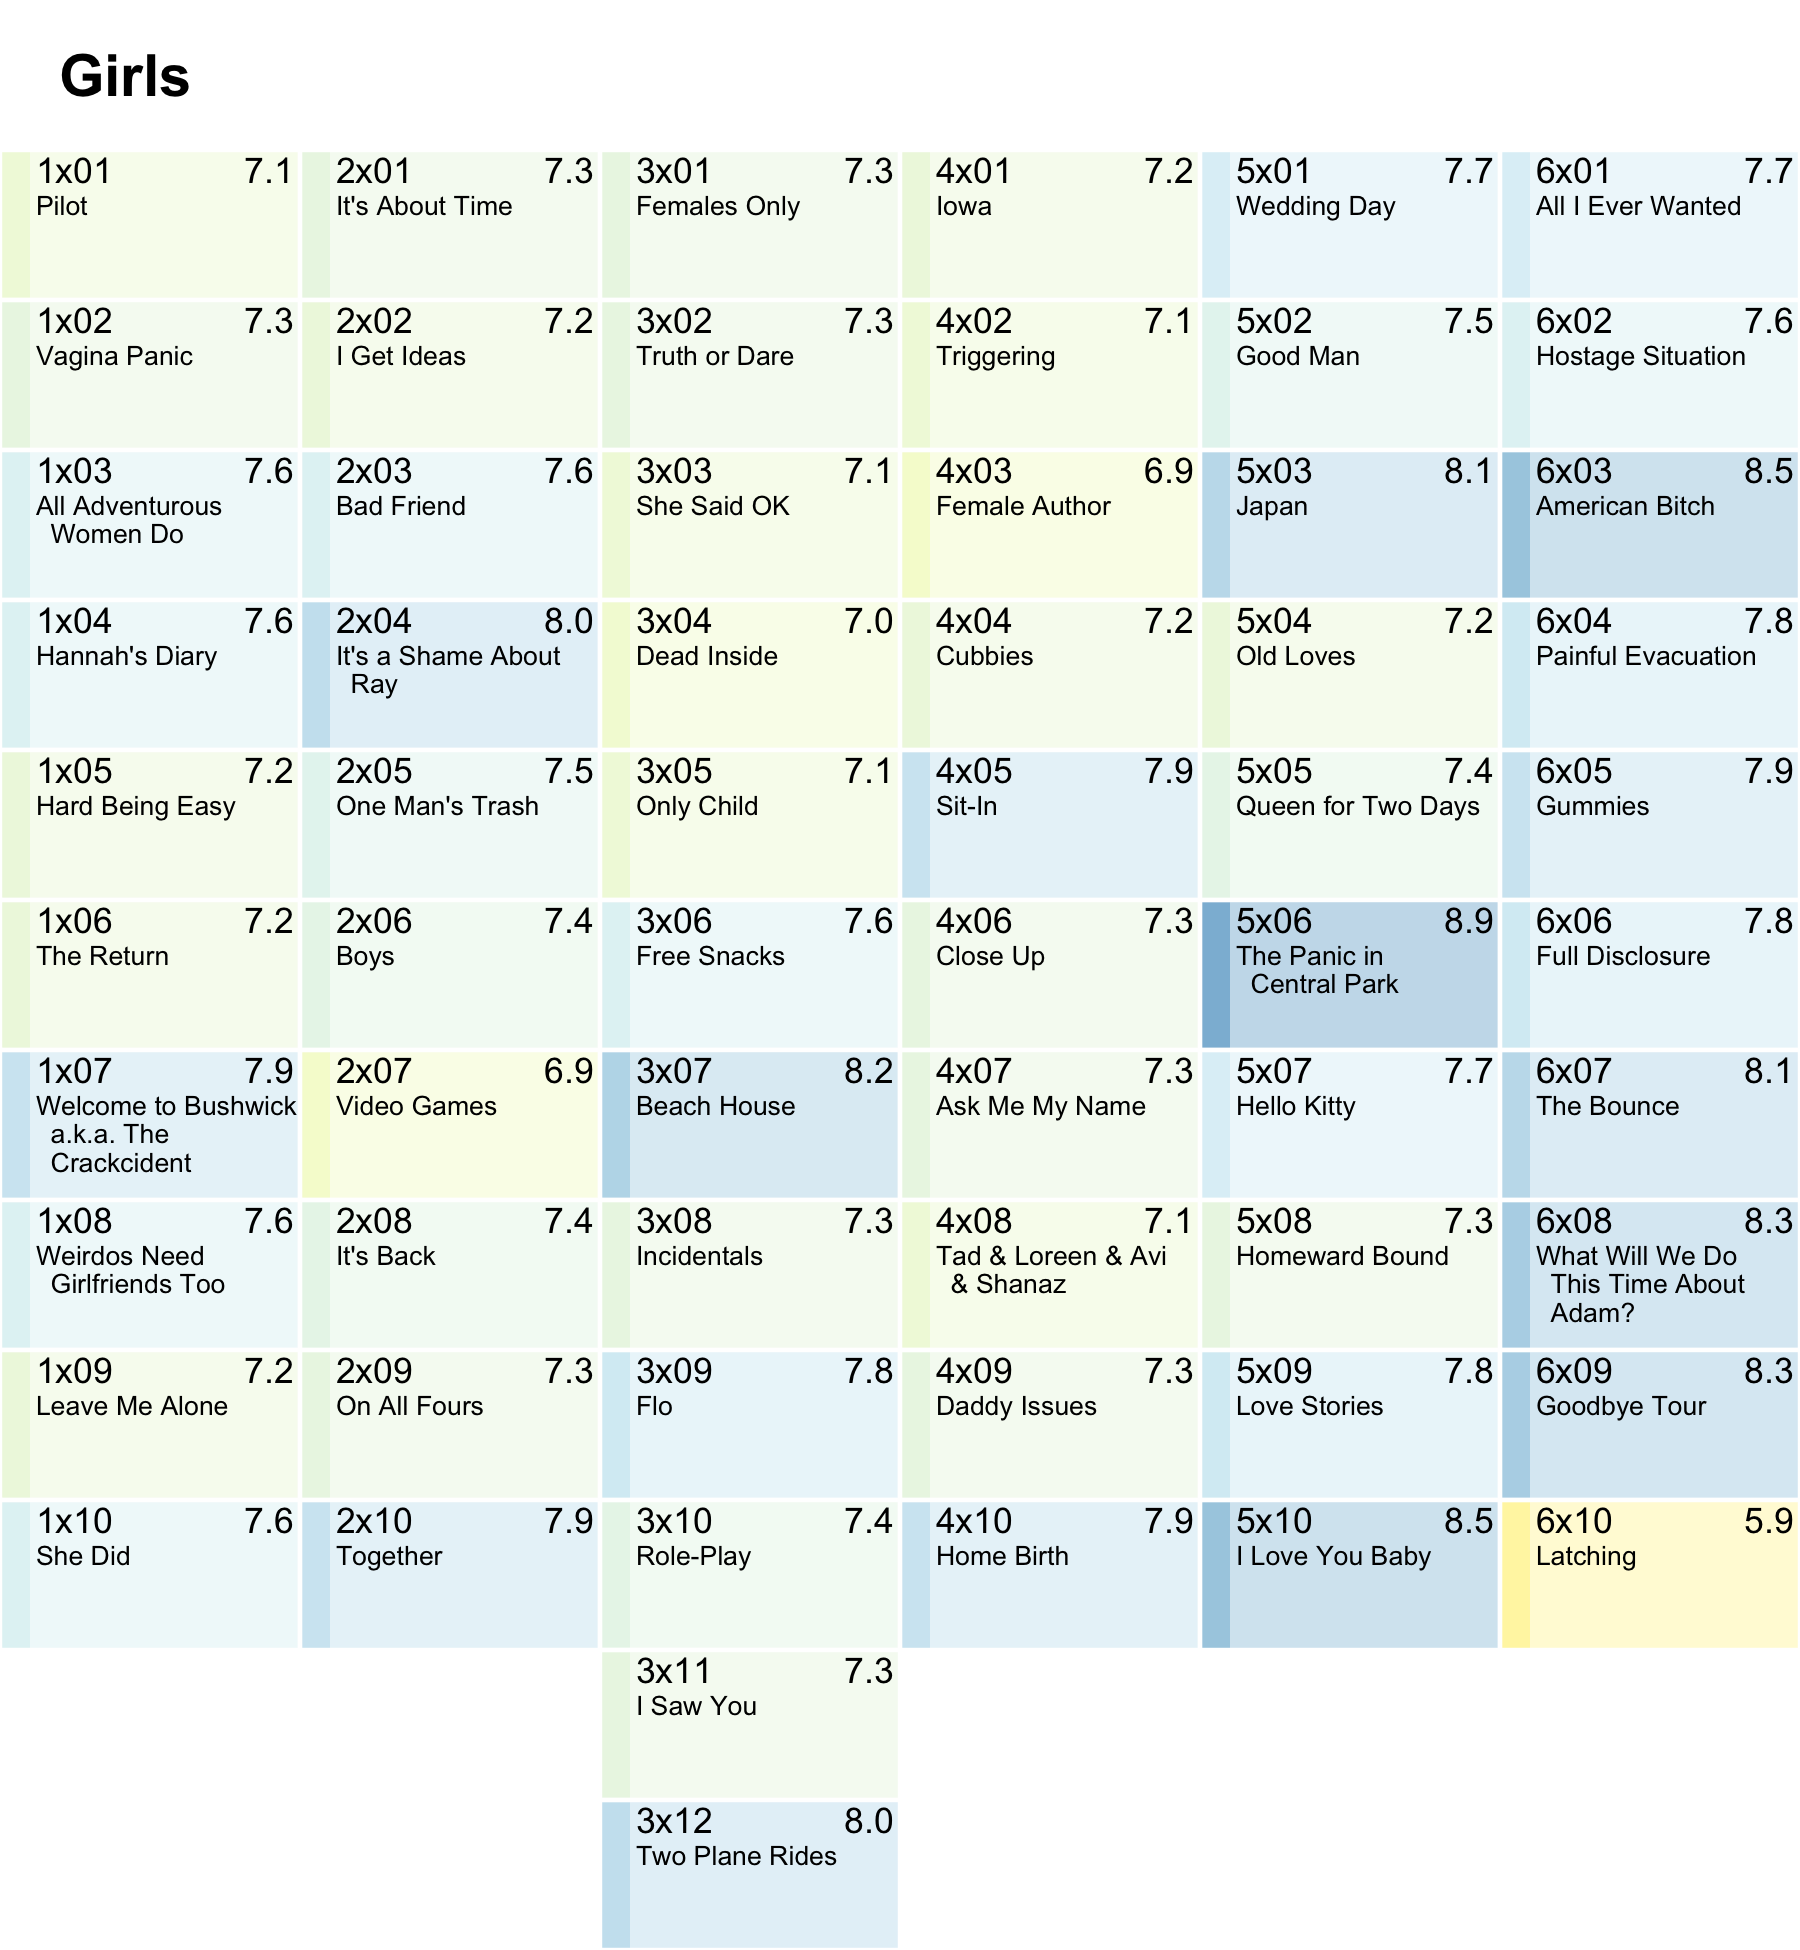 Girls
1x01 7.1
Pilot
2x01 7.3
It's About Time
3x01 7.3
Females Only
4x01 7.2
Iowa
5x01 7.7
Wedding Day
6x01 7.7
All I Ever Wanted
1x02 7.3
Vagina Panic
2x02 7.2
I Get Ideas
3x02 7.3
Truth or Dare
4x02 7.1
Triggering
5x02 7.5
Good Man
6x02 7.6
Hostage Situation
1x03 7.6
All Adventurous
Women Do
2x03 7.6
Bad Friend
3x03 7.1
She Said OK
4x03 6.9
Female Author
5x03 8.1
Japan
6x03 8.5
American Bitch
1x04 7.6
Hannah's Diary
2x04 8.0
It's a Shame About
Ray
3x04 7.0
Dead Inside
4x04 7.2
Cubbies
5x04 7.2
Old Loves
6x04 7.8
Painful Evacuation
1x05 7.2
Hard Being Easy
2x05 7.5
One Man's Trash
3x05 7.1
Only Child
4x05 7.9
Sit-In
5x05 7.4
Queen for Two Days
6x05 7.9
Gummies
1x06 7.2
The Return
2x06 7.4
Boys
3x06 7.6
Free Snacks
4x06 7.3
Close Up
5x06 8.9
The Panic in
Central Park
6x06 7.8
Full Disclosure
1x07 7.9
Welcome to Bushwick
a.k.a. The
Crackcident
2x07 6.9
Video Games
3x07 8.2
Beach House
4x07 7.3
Ask Me My Name
5x07 7.7
Hello Kitty
6x07 8.1
The Bounce
1x08 7.6
Weirdos Need
Girlfriends Too
2x08 7.4
It's Back
3x08 7.3
Incidentals
4x08 7.1
Tad & Loreen & Avi
& Shanaz
5x08 7.3
Homeward Bound
6x08 8.3
What Will We Do
This Time About
Adam?
1x09 7.2
Leave Me Alone
2x09 7.3
On All Fours
3x09 7.8
Flo
4x09 7.3
Daddy Issues
5x09 7.8
Love Stories
6x09 8.3
Goodbye Tour
1x10 7.6
She Did
2x10 7.9
Together
3x10 7.4
Role-Play
4x10 7.9
Home Birth
5x10 8.5
I Love You Baby
6x10 5.9
Latching
3x11 7.3
I Saw You
3x12 8.0
Two Plane Rides